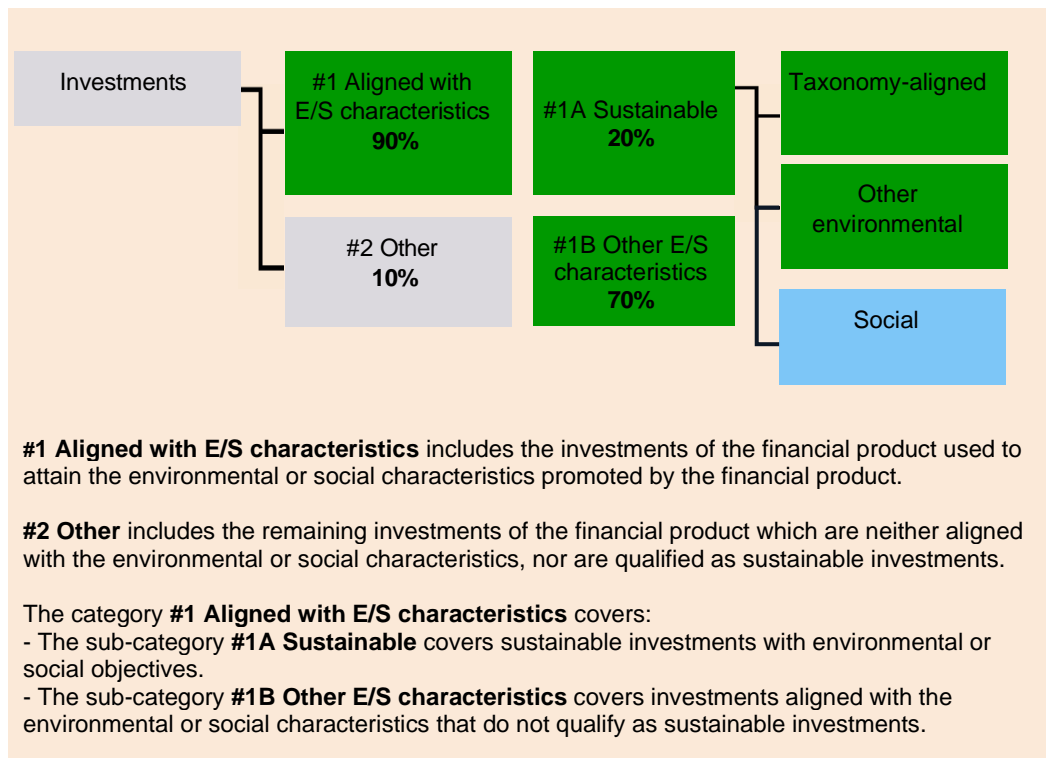 Investments
#1 Aligned with
E/S characteristics
90%
#2 Other
10%
#1A Sustainable
20%
#1B Other E/S
characteristics
70%
Taxonomy-aligned
Other
environmental
Social
#1 Aligned with E/S characteristics includes the investments of the financial product used to
attain the environmental or social characteristics promoted by the financial product.
#2 Other includes the remaining investments of the financial product which are neither aligned
with the environmental or social characteristics, nor are qualified as sustainable investments.
The category #1 Aligned with E/S characteristics covers:
- The sub-category #1A Sustainable covers sustainable investments with environmental or
social objectives.
- The sub-category #1B Other E/S characteristics covers investments aligned with the
environmental or social characteristics that do not qualify as sustainable investments.